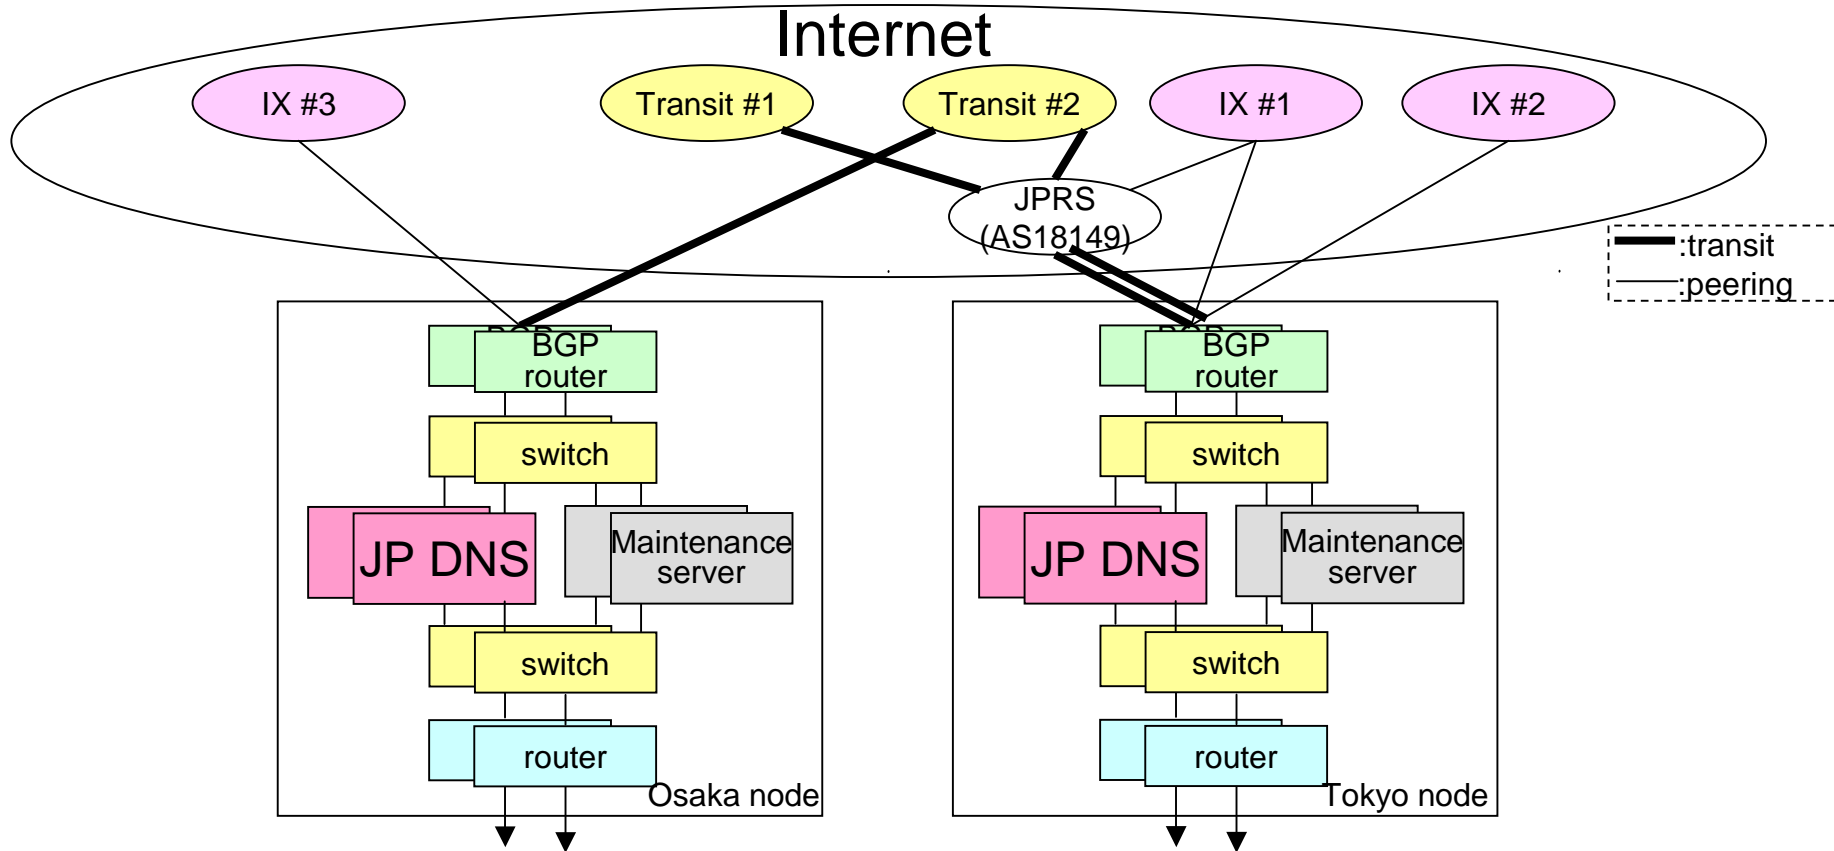 Internet
IX #3
Transit #1
Transit #2
IX #1
IX #2
JPRS
(AS18149)
:transit
:peering
BGP
router
switch
JP DNS
Maintenance
server
switch
router
Osaka node
BGP
router
switch
JP DNS
Maintenance
server
switch
router
Tokyo node